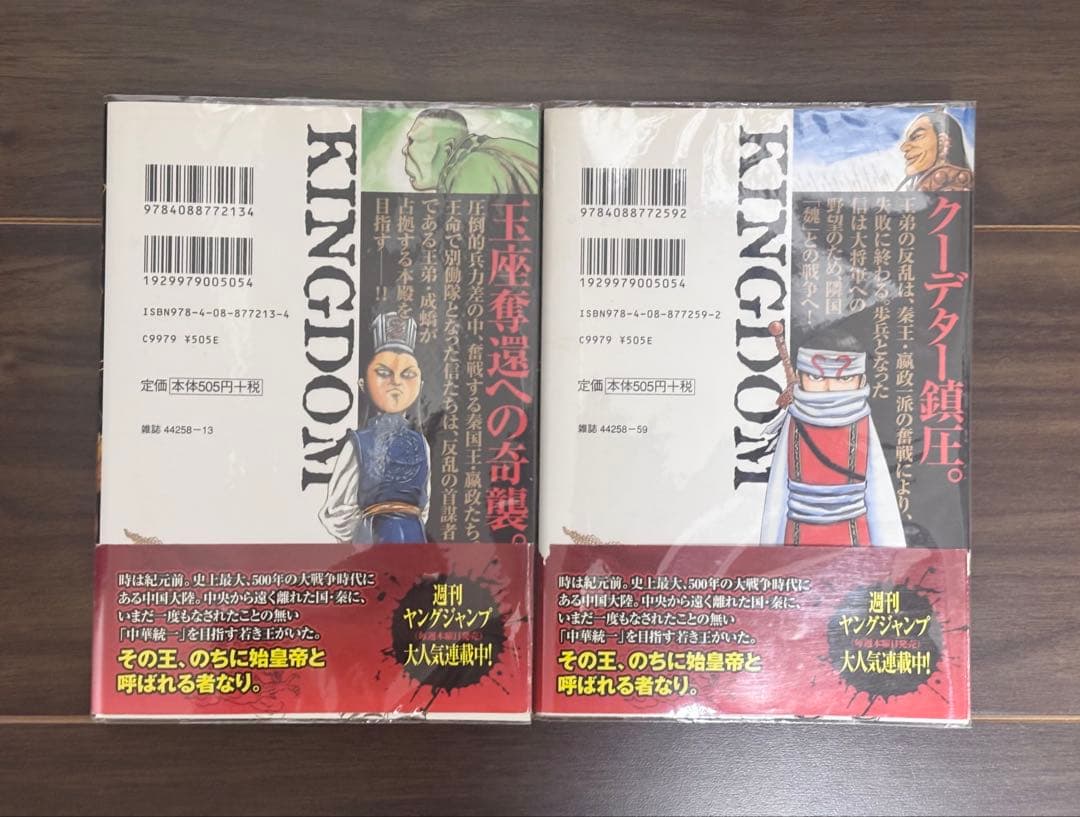 9784088772134
1929979005054
ISBN978-4-08-877213-4
C9979 ¥505E
定価 本体505円+税
雑誌 44258-13
KINGDOM
玉座奪還への奇襲。
圧倒的兵力差の中、奮戦する秦国王・嬴政たち。
王命で別働隊となった信たちは、反乱の首謀者
である王弟・成蟜が
占拠する本殿を
目指す――!!
時は紀元前。史上最大、500年の大戦争時代に
ある中国大陸。中央から遠く離れた国・秦に、
いまだ一度もなされたことの無い
「中華統一」を目指す若き王がいた。
その王、のちに始皇帝と
呼ばれる者なり。
週刊
ヤングジャンプ
(毎週木曜日発売)
大人気連載中!
9784088772592
1929979005054
ISBN978-4-08-877259-2
C9979 ¥505E
定価 本体505円+税
雑誌 44258-59
KINGDOM
クーデター鎮圧。
王弟の反乱は、秦王・嬴政一派の奮戦により、
失敗に終わる。歩兵となった
信は大将軍への
野望のため、隣国
「魏」との戦争へ!
時は紀元前。史上最大、500年の大戦争時代に
ある中国大陸。中央から遠く離れた国・秦に、
いまだ一度もなされたことの無い
「中華統一」を目指す若き王がいた。
その王、のちに始皇帝と
呼ばれる者なり。
週刊
ヤングジャンプ
(毎週木曜日発売)
大人気連載中!